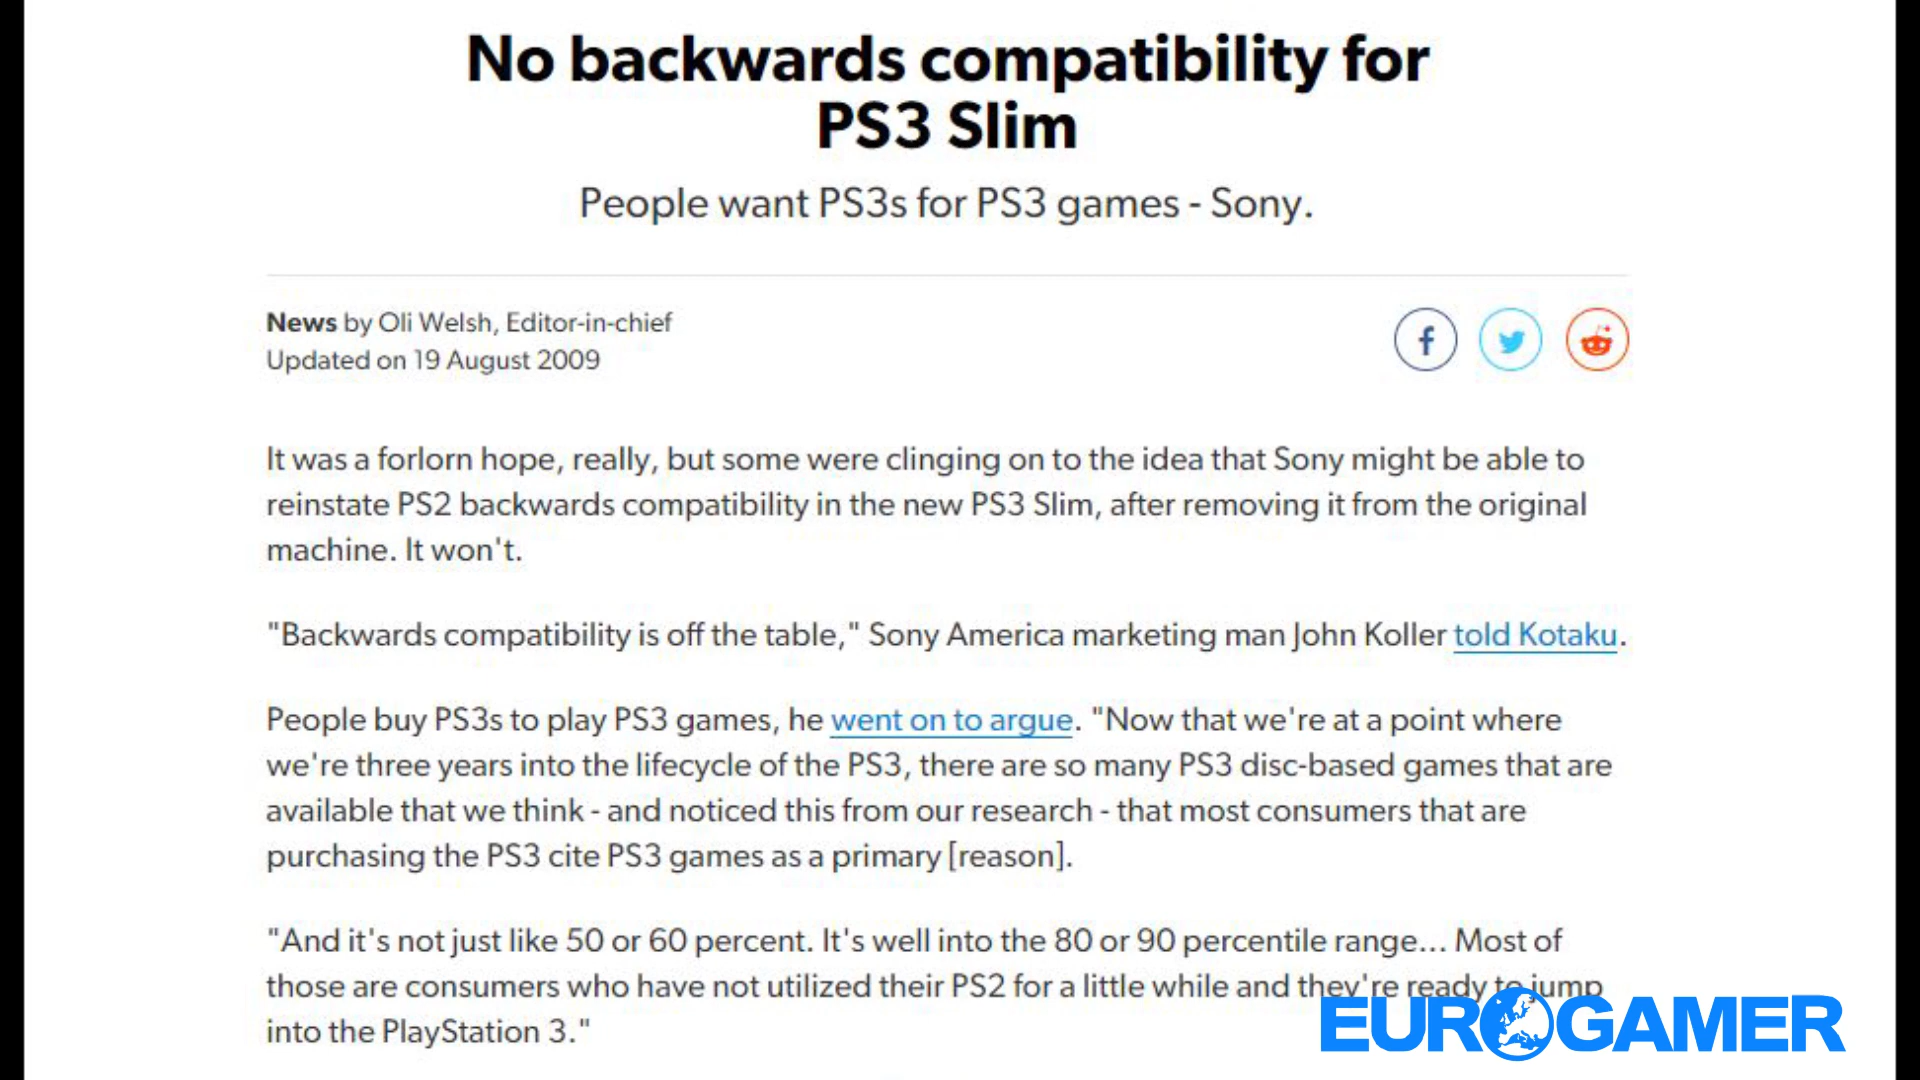 No backwards compatibility for
PS3 Slim
People want PS3s for PS3 games - Sony.
News by Oli Welsh, Editor-in-chief
Updated on 19 August 2009
It was a forlorn hope, really, but some were clinging on to the idea that Sony might be able to
reinstate PS2 backwards compatibility in the new PS3 Slim, after removing it from the original
machine. It won't.
"Backwards compatibility is off the table," Sony America marketing man John Koller told Kotaku.
People buy PS3s to play PS3 games, he went on to argue. "Now that we're at a point where
we're three years into the lifecycle of the PS3, there are so many PS3 disc-based games that are
available that we think - and noticed this from our research - that most consumers that are
purchasing the PS3 cite PS3 games as a primary [reason].
"And it's not just like 50 or 60 percent. It's well into the 80 or 90 percentile range... Most of
those are consumers who have not utilized their PS2 for a little while and they're ready to jump
into the PlayStation 3."
EUROGAMER